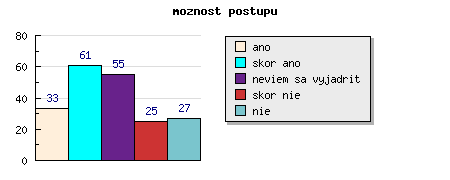 moznost postupu
80
60
40
20
0
33
61
55
25
27
ano
skor ano
neviem sa vyjadrit
skor nie
nie